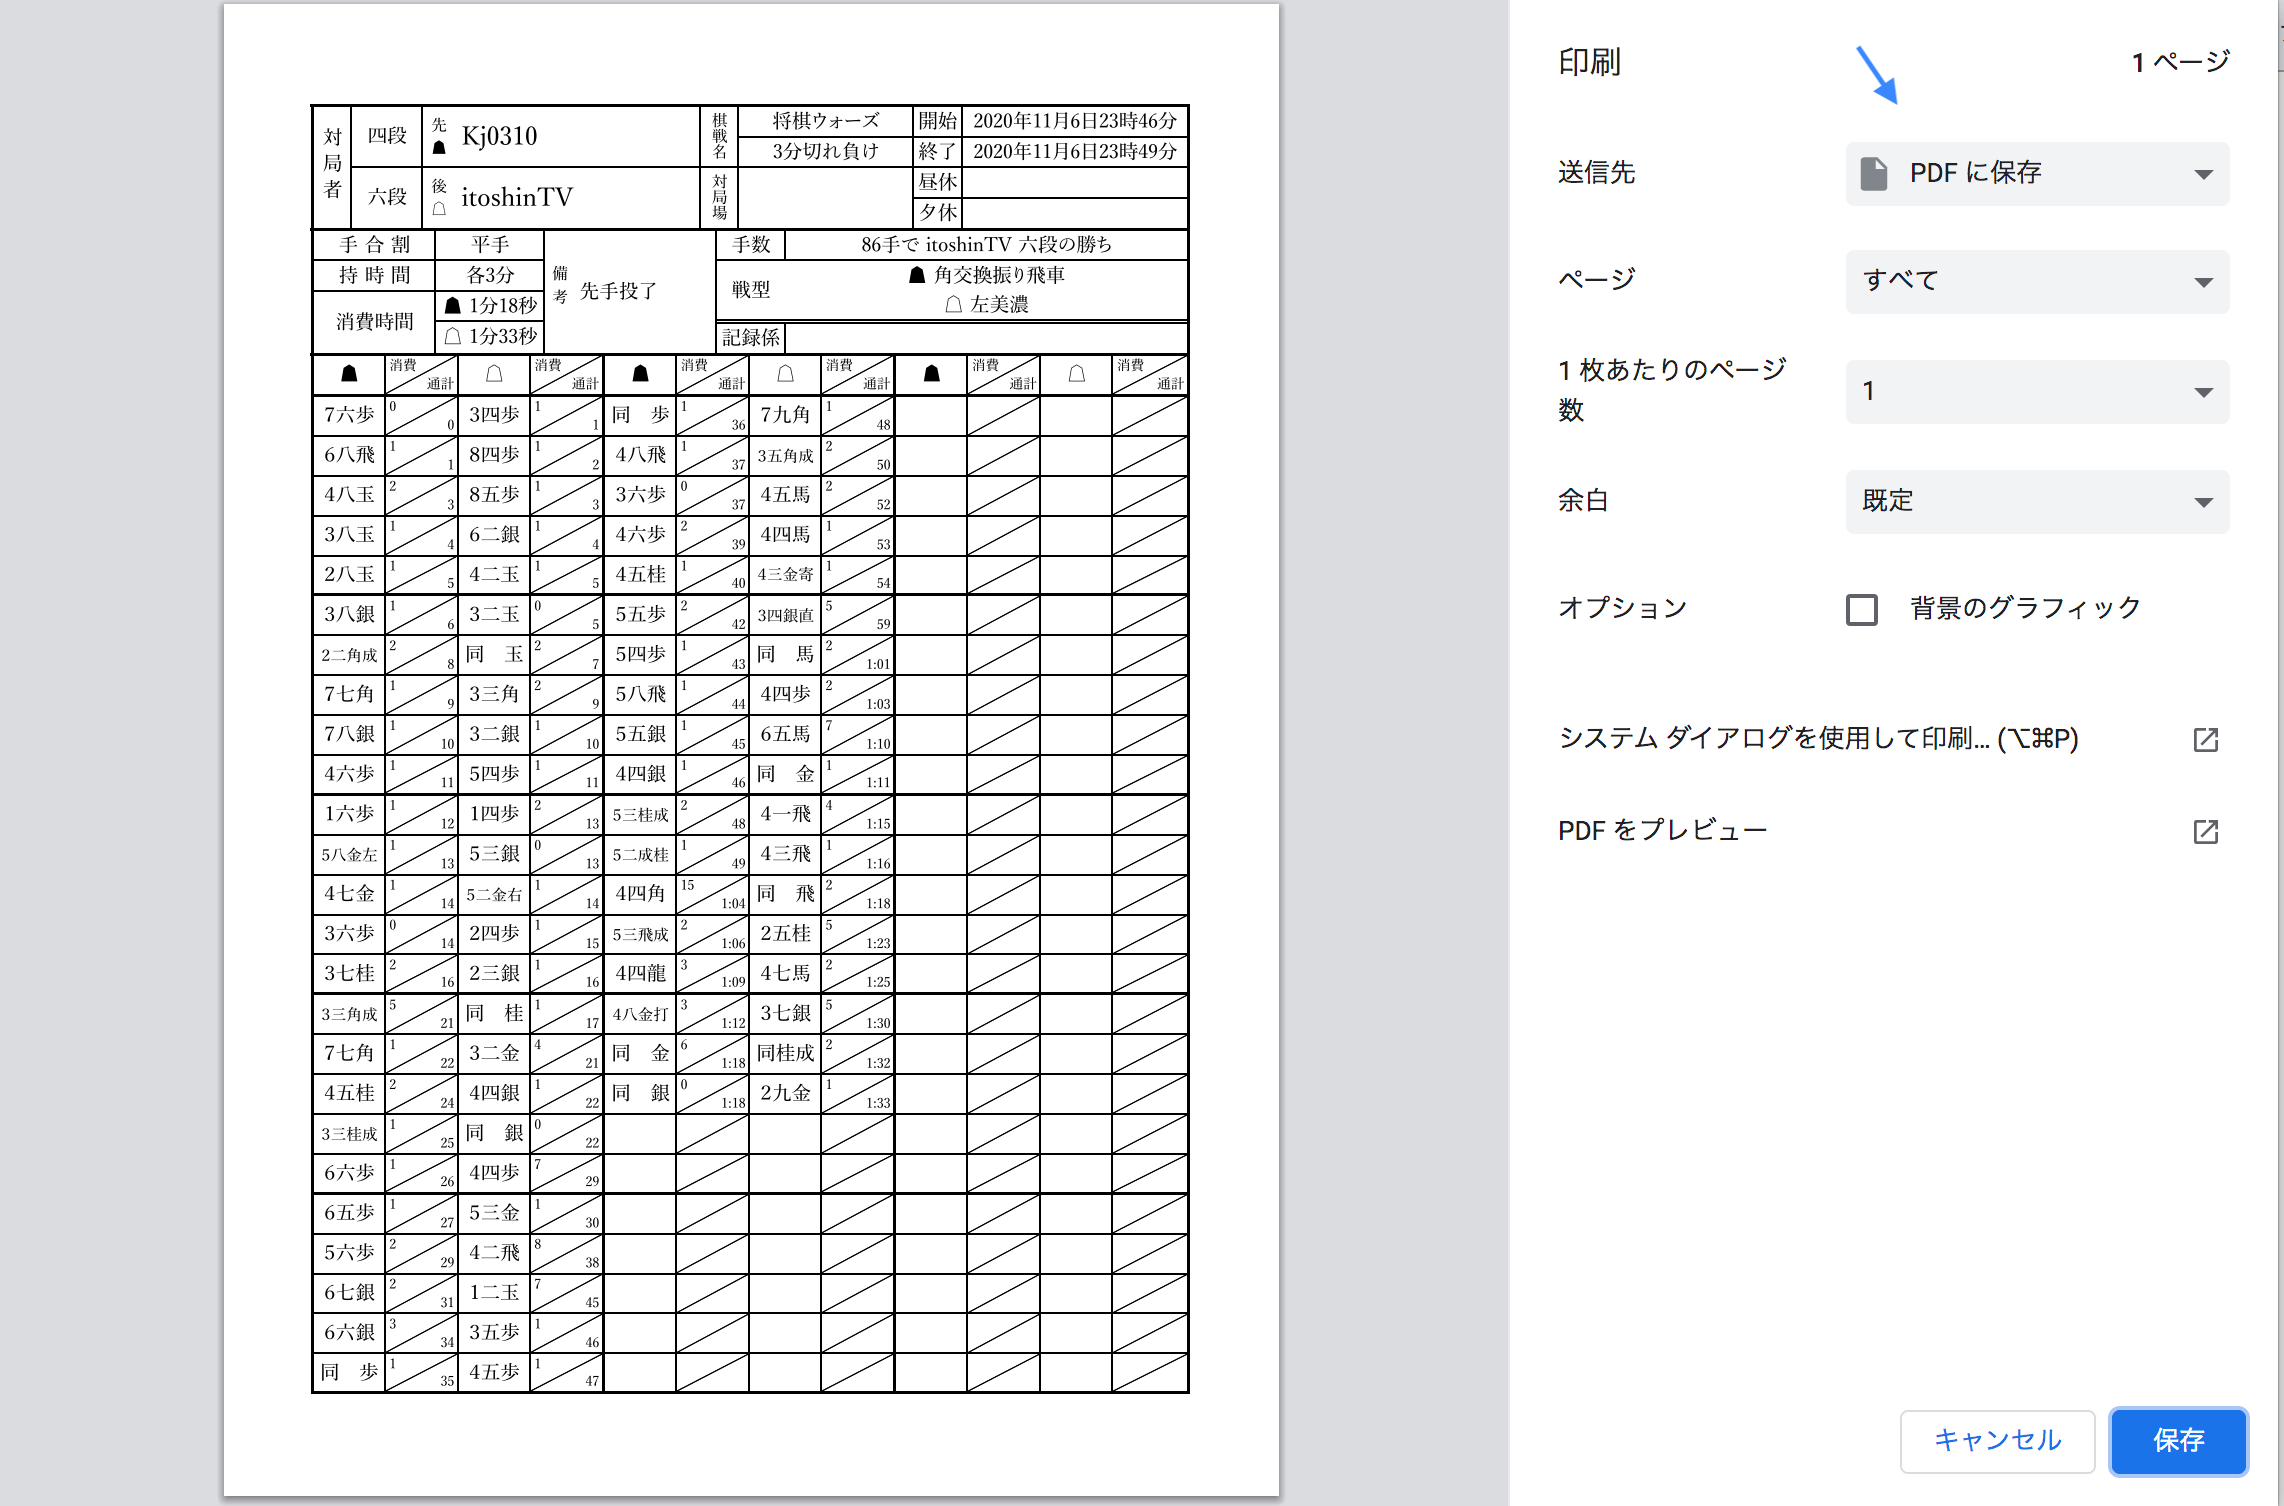 対局者 四段 先 ☗ Kj0310 棋戦名 将棋ウォーズ 開始 2020年11月6日23時46分
3分切れ負け 終了 2020年11月6日23時49分
六段 後 ☖ itoshinTV 対局場 昼休
夕休
手合割 平手 備考 先手投了 手数 86手で itoshinTV 六段の勝ち
持時間 各3分 戦型 ☗ 角交換振り飛車
消費時間 ☗ 1分18秒 ☖ 左美濃
☖ 1分33秒 記録係
☗ 消費 通計 ☖ 消費 通計 ☗ 消費 通計 ☖ 消費 通計 ☗ 消費 通計 ☖ 消費 通計
7六歩 0 0 3四歩 1 1 同 歩 1 36 7九角 1 48
6八飛 1 1 8四歩 1 2 4八飛 1 37 3五角成 2 50
4八玉 2 3 8五歩 1 3 3六歩 0 37 4五馬 2 52
3八玉 1 4 6二銀 1 4 4六歩 2 39 4四馬 1 53
2八玉 1 5 4二玉 1 5 4五桂 1 40 4三金寄 1 54
3八銀 1 6 3二玉 0 5 5五歩 2 42 3四銀直 5 59
2二角成 2 8 同 玉 2 7 5四歩 1 43 同 馬 2 1:01
7七角 1 9 3三角 2 9 5八飛 1 44 4四歩 2 1:03
7八銀 1 10 3二銀 1 10 5五銀 1 45 6五馬 7 1:10
4六歩 1 11 5四歩 1 11 4四銀 1 46 同 金 1 1:11
1六歩 1 12 1四歩 2 13 5三桂成 2 48 4一飛 4 1:15
5八金左 1 13 5三銀 0 13 5二成桂 1 49 4三飛 1 1:16
4七金 1 14 5二金右 1 14 4四角 15 1:04 同 飛 2 1:18
3六歩 0 14 2四歩 1 15 5三飛成 2 1:06 2五桂 5 1:23
3七桂 2 16 2三銀 1 16 4四龍 3 1:09 4七馬 2 1:25
3三角成 5 21 同 桂 1 17 4八金打 3 1:12 3七銀 5 1:30
7七角 1 22 3二金 4 21 同 金 6 1:18 同桂成 2 1:32
4五桂 2 24 4四銀 1 22 同 銀 0 1:18 2九金 1 1:33
3三桂成 1 25 同 銀 0 22
6六歩 1 26 4四歩 7 29
6五歩 1 27 5三金 1 30
5六歩 2 29 4二飛 8 38
6七銀 2 31 1二玉 7 45
6六銀 3 34 3五歩 1 46
同 歩 1 35 4五歩 1 47
印刷 1 ページ
送信先 PDF に保存
ページ すべて
1 枚あたりのページ
数 1
余白 既定
オプション 背景のグラフィック
システム ダイアログを使用して印刷... (⌥⌘P)
PDF をプレビュー
キャンセル 保存